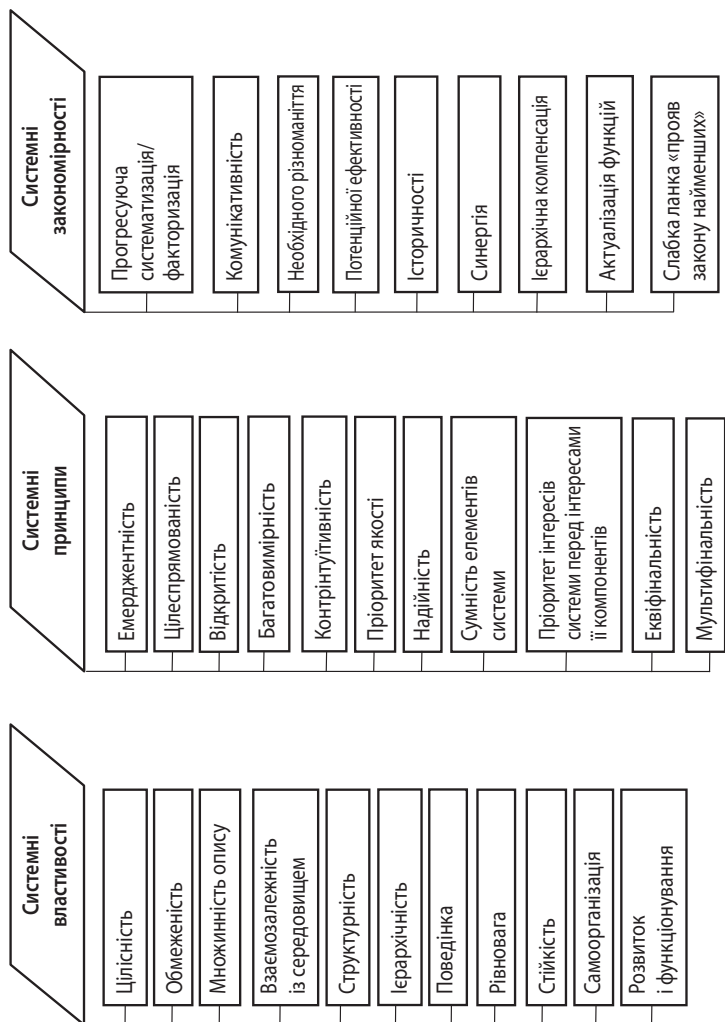 Системні
властивості
Цілісність
Обмеженість
Множинність опису
Взаємозалежність
із середовищем
Структурність
Ієрархічність
Поведінка
Рівновага
Стійкість
Самоорганізація
Розвиток
і функціонування
Системні
принципи
Емерджентність
Цілеспрямованість
Відкритість
Багатовимірність
Контрінтуїтивність
Пріоритет якості
Надійність
Сумність елементів
системи
Пріоритет інтересів
системи перед інтересами
її компонентів
Еквіфінальність
Мультифінальність
Системні
закономірності
Прогресуюча
систематизація/
факторизація
Комунікативність
Необхідного різноманіття
Потенційної ефективності
Історичності
Синергія
Ієрархічна компенсація
Актуалізація функцій
Слабка ланка «прояв
закону найменших»